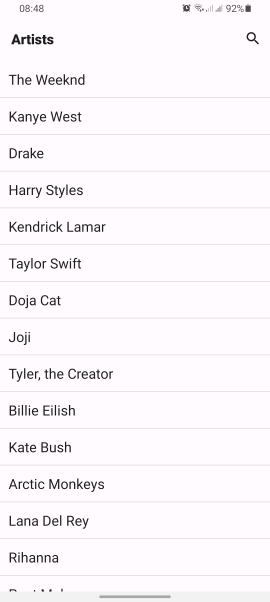 08:48
92%
Artists
The Weeknd
Kanye West
Drake
Harry Styles
Kendrick Lamar
Taylor Swift
Doja Cat
Joji
Tyler, the Creator
Billie Eilish
Kate Bush
Arctic Monkeys
Lana Del Rey
Rihanna